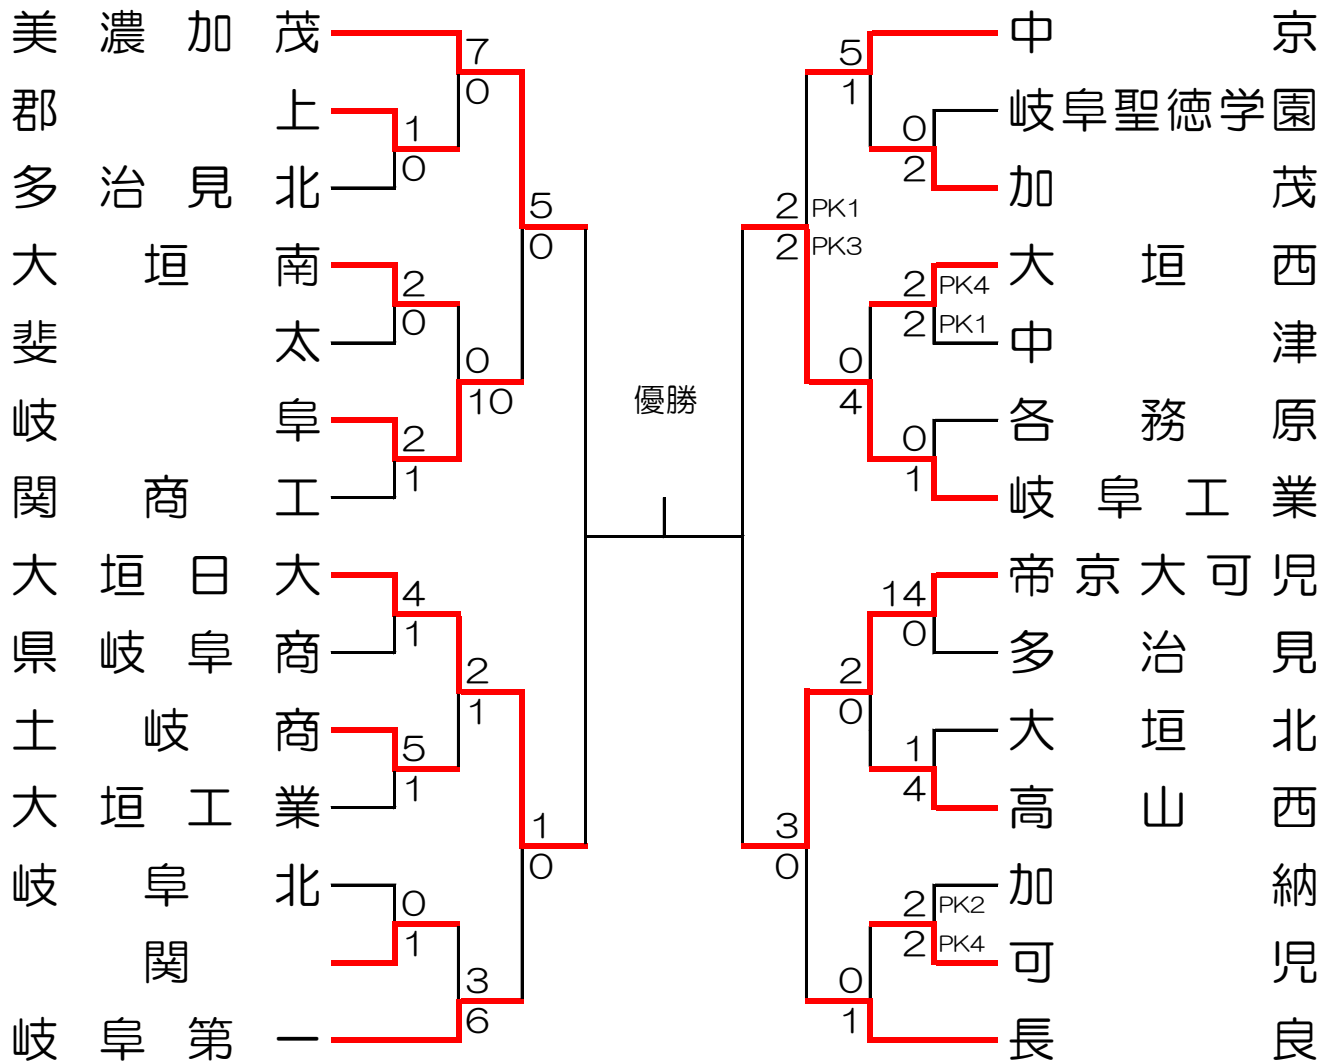 美濃加茂
7
0
郡上
1
0
多治見北
5
0
大垣南
2
0
斐太
0
10
岐阜
2
1
関商工
大垣日大
4
1
県岐阜商
2
1
土岐商
5
1
大垣工業
1
0
岐阜北
0
1
関
3
6
岐阜第一
優勝
中京
5
1
岐阜聖徳学園
0
2
加茂
2 PK1
2 PK3
大垣西
2 PK4
2 PK1
中津
0
4
各務原
0
1
岐阜工業
帝京大可児
14
0
多治見
2
0
大垣北
1
4
高山西
3
0
加納
2 PK2
2 PK4
可児
0
1
長良